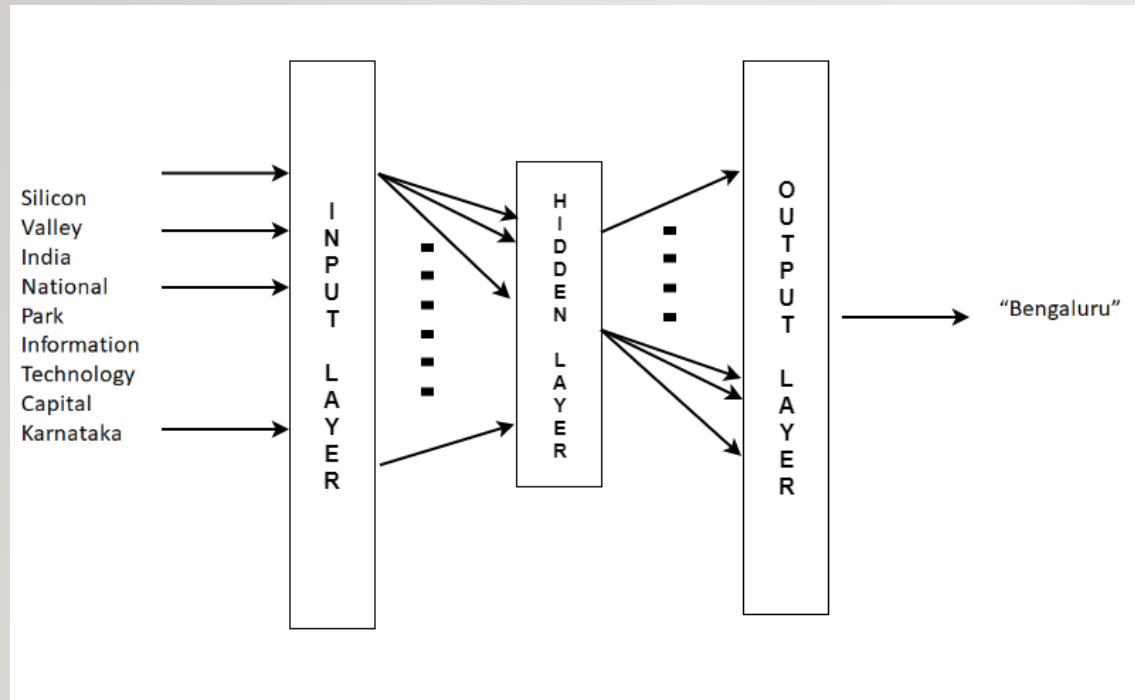 Silicon
Valley
India
National
Park
Information
Technology
Capital
Karnataka
INPUT LAYER
HIDDEN LAYER
OUTPUT LAYER
“Bengaluru”